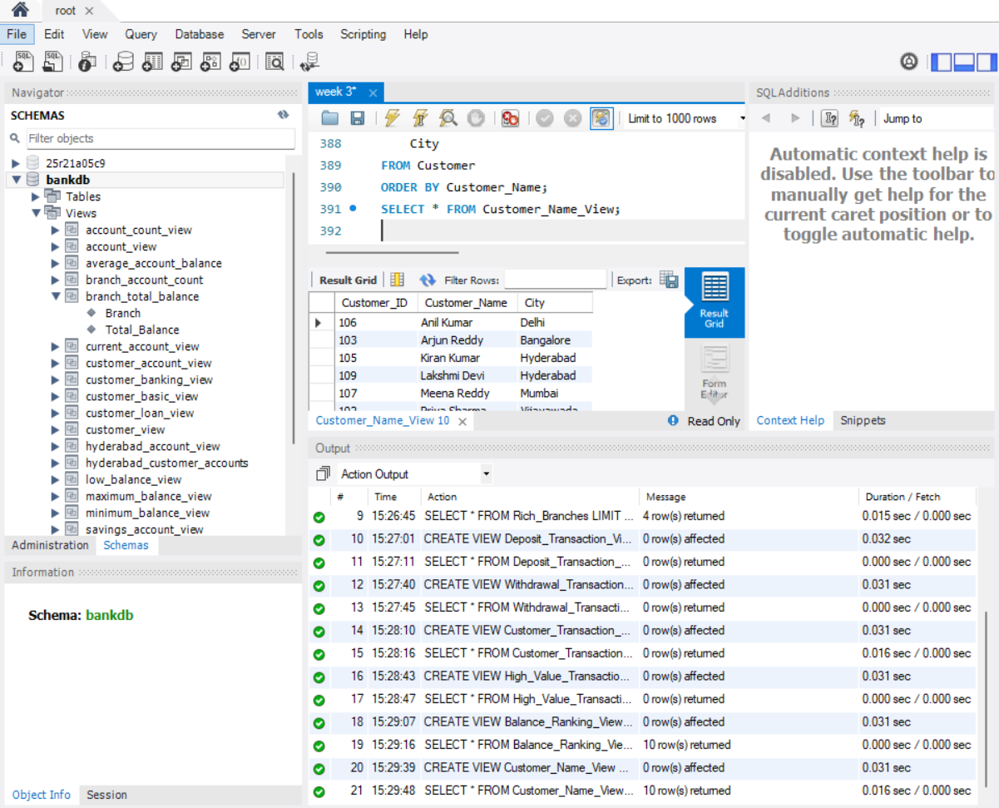 root ×
File Edit View Query Database Server Tools Scripting Help
Navigator
SCHEMAS
Filter objects
25r21a05c9
bankdb
Tables
Views
account_count_view
account_view
average_account_balance
branch_account_count
branch_total_balance
Branch
Total_Balance
current_account_view
customer_account_view
customer_banking_view
customer_basic_view
customer_loan_view
customer_view
hyderabad_account_view
hyderabad_customer_accounts
low_balance_view
maximum_balance_view
minimum_balance_view
savings_account_view
Administration Schemas
Information
Schema: bankdb
Object Info Session
week 3* ×
Limit to 1000 rows
388 City
389 FROM Customer
390 ORDER BY Customer_Name;
391 SELECT * FROM Customer_Name_View;
392
Result Grid Filter Rows: Export:
Customer_ID Customer_Name City
106 Anil Kumar Delhi
103 Arjun Reddy Bangalore
105 Kiran Kumar Hyderabad
109 Lakshmi Devi Hyderabad
107 Meena Reddy Mumbai
102 Priya Sharma Vijayawada
Result
Grid
Form
Editor
Customer_Name_View 10 × Read Only
SQLAdditions
Jump to
Automatic context help is
disabled. Use the toolbar to
manually get help for the
current caret position or to
toggle automatic help.
Context Help Snippets
Output
Action Output
# Time Action Message Duration / Fetch
9 15:26:45 SELECT * FROM Rich_Branches LIMIT ... 4 row(s) returned 0.015 sec / 0.000 sec
10 15:27:01 CREATE VIEW Deposit_Transaction_Vi... 0 row(s) affected 0.032 sec
11 15:27:11 SELECT * FROM Deposit_Transaction_... 0 row(s) returned 0.000 sec / 0.000 sec
12 15:27:40 CREATE VIEW Withdrawal_Transaction... 0 row(s) affected 0.031 sec
13 15:27:45 SELECT * FROM Withdrawal_Transacti... 0 row(s) returned 0.000 sec / 0.000 sec
14 15:28:10 CREATE VIEW Customer_Transaction_... 0 row(s) affected 0.031 sec
15 15:28:16 SELECT * FROM Customer_Transaction... 0 row(s) returned 0.016 sec / 0.000 sec
16 15:28:43 CREATE VIEW High_Value_Transactio... 0 row(s) affected 0.031 sec
17 15:28:47 SELECT * FROM High_Value_Transacti... 0 row(s) returned 0.000 sec / 0.000 sec
18 15:29:07 CREATE VIEW Balance_Ranking_View... 0 row(s) affected 0.031 sec
19 15:29:16 SELECT * FROM Balance_Ranking_Vie... 10 row(s) returned 0.000 sec / 0.000 sec
20 15:29:39 CREATE VIEW Customer_Name_View ... 0 row(s) affected 0.031 sec
21 15:29:48 SELECT * FROM Customer_Name_View... 10 row(s) returned 0.016 sec / 0.000 sec